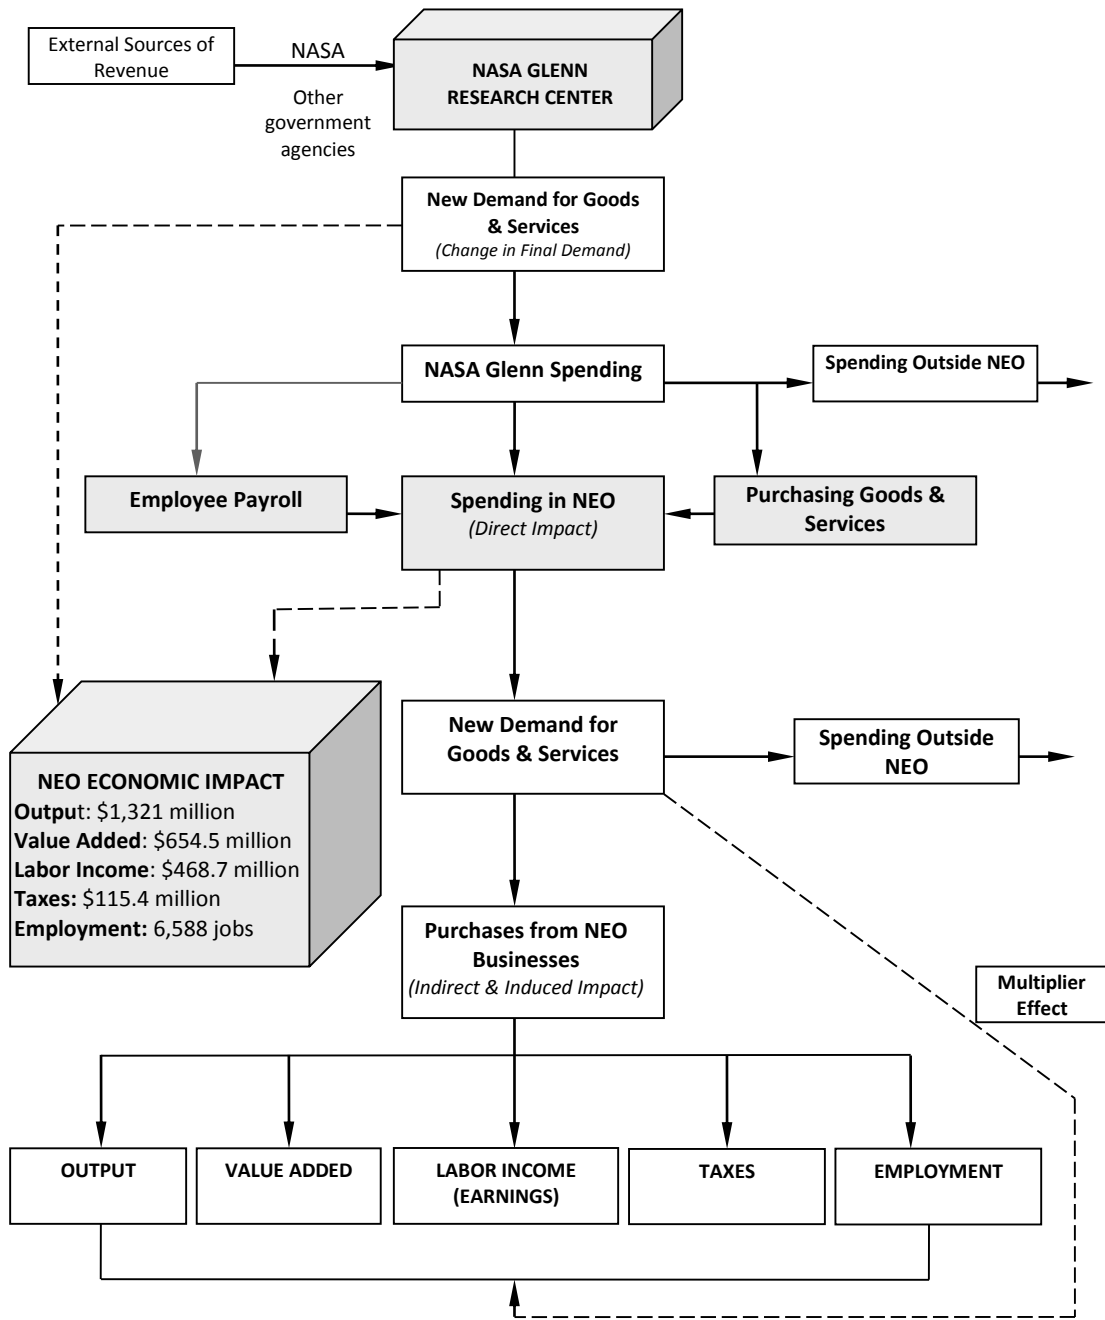 External Sources of
Revenue
NASA
Other
government
agencies
NASA GLENN
RESEARCH CENTER
New Demand for Goods
& Services
(Change in Final Demand)
NASA Glenn Spending
Spending Outside NEO
Employee Payroll
Spending in NEO
(Direct Impact)
Purchasing Goods &
Services
New Demand for
Goods & Services
Spending Outside
NEO
NEO ECONOMIC IMPACT
Output: $1,321 million
Value Added: $654.5 million
Labor Income: $468.7 million
Taxes: $115.4 million
Employment: 6,588 jobs
Purchases from NEO
Businesses
(Indirect & Induced Impact)
Multiplier
Effect
OUTPUT
VALUE ADDED
LABOR INCOME
(EARNINGS)
TAXES
EMPLOYMENT